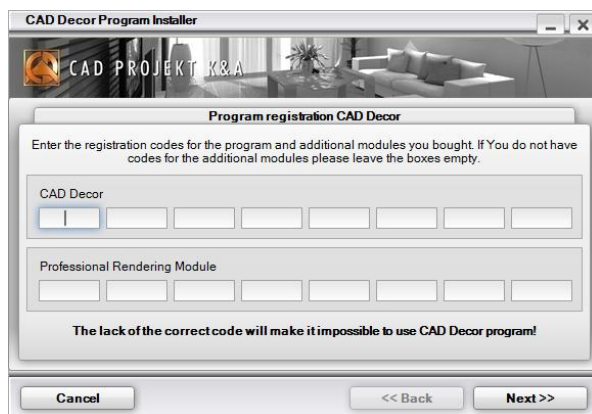 CAD Decor Program Installer
CAD PROJEKT K&A
Program registration CAD Decor
Enter the registration codes for the program and additional modules you bought. If You do not have
codes for the additional modules please leave the boxes empty.
CAD Decor
Professional Rendering Module
The lack of the correct code will make it impossible to use CAD Decor program!
Cancel
<< Back
Next >>